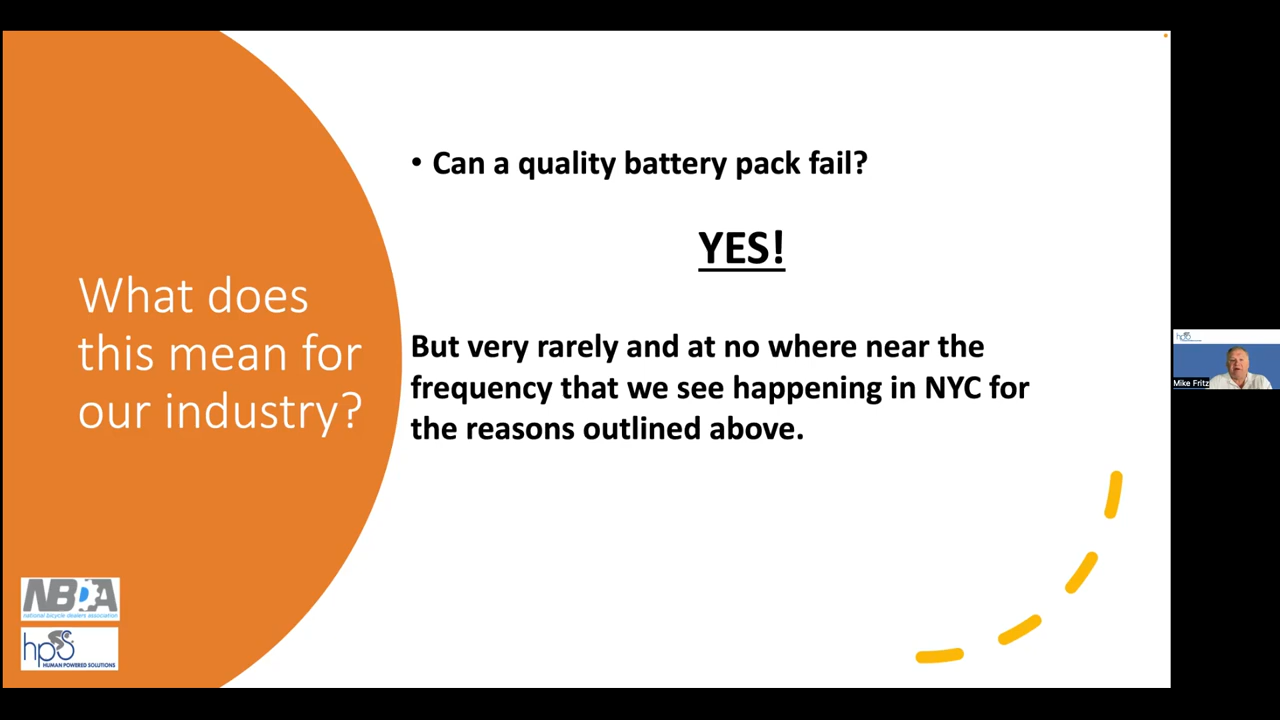 What does
this mean for
our industry?
• Can a quality battery pack fail?
YES!
But very rarely and at no where near the
frequency that we see happening in NYC for
the reasons outlined above.
NBDA
national bicycle dealers association
hps
HUMAN POWERED SOLUTIONS
hps
Mike Fritz